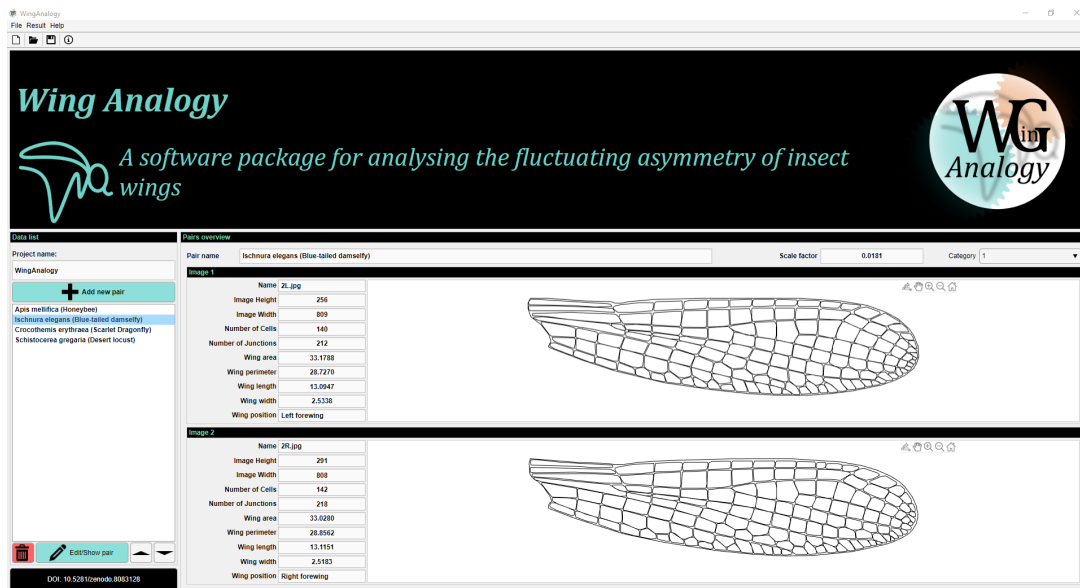 WingAnalogy
File Result Help
Wing Analogy
A software package for analysing the fluctuating asymmetry of insect
wings
WinG
Analogy
Data list
Project name:
WingAnalogy
Add new pair
Apis mellifica (Honeybee)
Ischnura elegans (Blue-tailed damselfly)
Crocothemis erythraea (Scarlet Dragonfly)
Schistocerca gregaria (Desert locust)
Edit/Show pair
DOI: 10.5281/zenodo.8083128
Pairs overview
Pair name Ischnura elegans (Blue-tailed damselfly) Scale factor 0.0181 Category 1
Image 1
Name 2L.jpg
Image Height 256
Image Width 809
Number of Cells 140
Number of Junctions 212
Wing area 33.1788
Wing perimeter 28.7270
Wing length 13.0947
Wing width 2.5338
Wing position Left forewing
Image 2
Name 2R.jpg
Image Height 291
Image Width 808
Number of Cells 142
Number of Junctions 218
Wing area 33.0280
Wing perimeter 28.8562
Wing length 13.1151
Wing width 2.5183
Wing position Right forewing